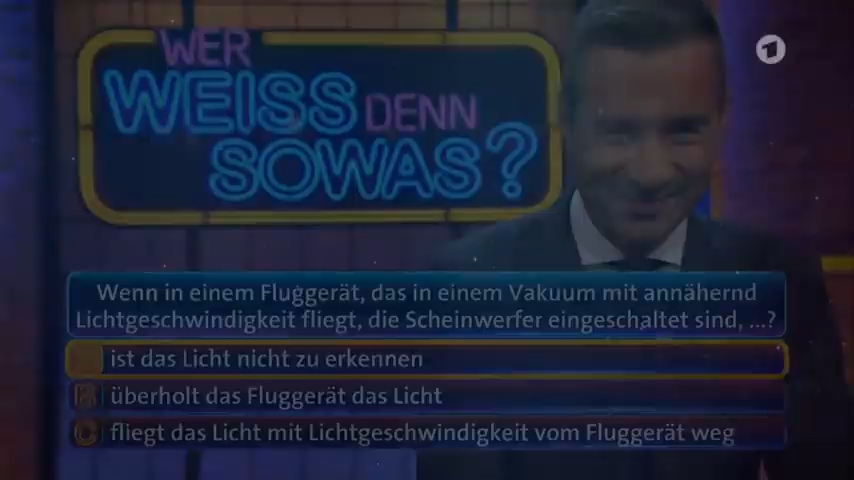 WER
WEISS DENN
SOWAS?
1
Wenn in einem Fluggerät, das in einem Vakuum mit annähernd
Lichtgeschwindigkeit fliegt, die Scheinwerfer eingeschaltet sind, ...?
ist das Licht nicht zu erkennen
B überholt das Fluggerät das Licht
C fliegt das Licht mit Lichtgeschwindigkeit vom Fluggerät weg